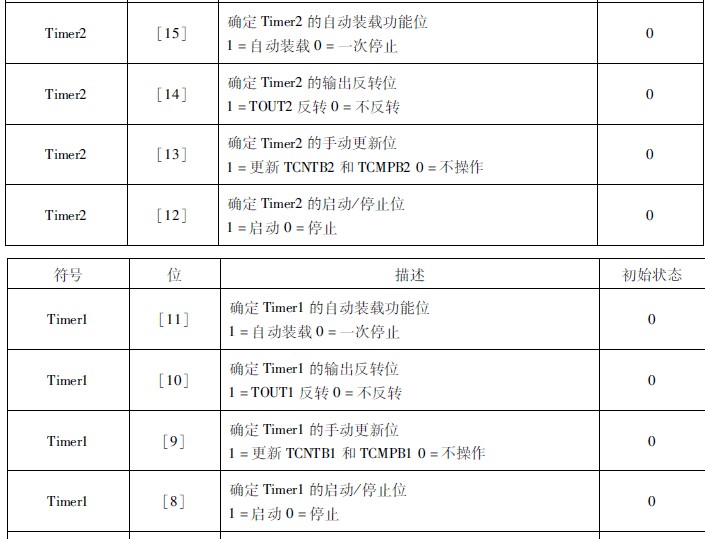 Timer2 [15] 确定 Timer2 的自动装载功能位
1 = 自动装载 0 = 一次停止 0
Timer2 [14] 确定 Timer2 的输出反转位
1 = TOUT2 反转 0 = 不反转 0
Timer2 [13] 确定 Timer2 的手动更新位
1 = 更新 TCNTB2 和 TCMPB2 0 = 不操作 0
Timer2 [12] 确定 Timer2 的启动/停止位
1 = 启动 0 = 停止 0
符号 位 描述 初始状态
Timer1 [11] 确定 Timer1 的自动装载功能位
1 = 自动装载 0 = 一次停止 0
Timer1 [10] 确定 Timer1 的输出反转位
1 = TOUT1 反转 0 = 不反转 0
Timer1 [9] 确定 Timer1 的手动更新位
1 = 更新 TCNTB1 和 TCMPB1 0 = 不操作 0
Timer1 [8] 确定 Timer1 的启动/停止位
1 = 启动 0 = 停止 0